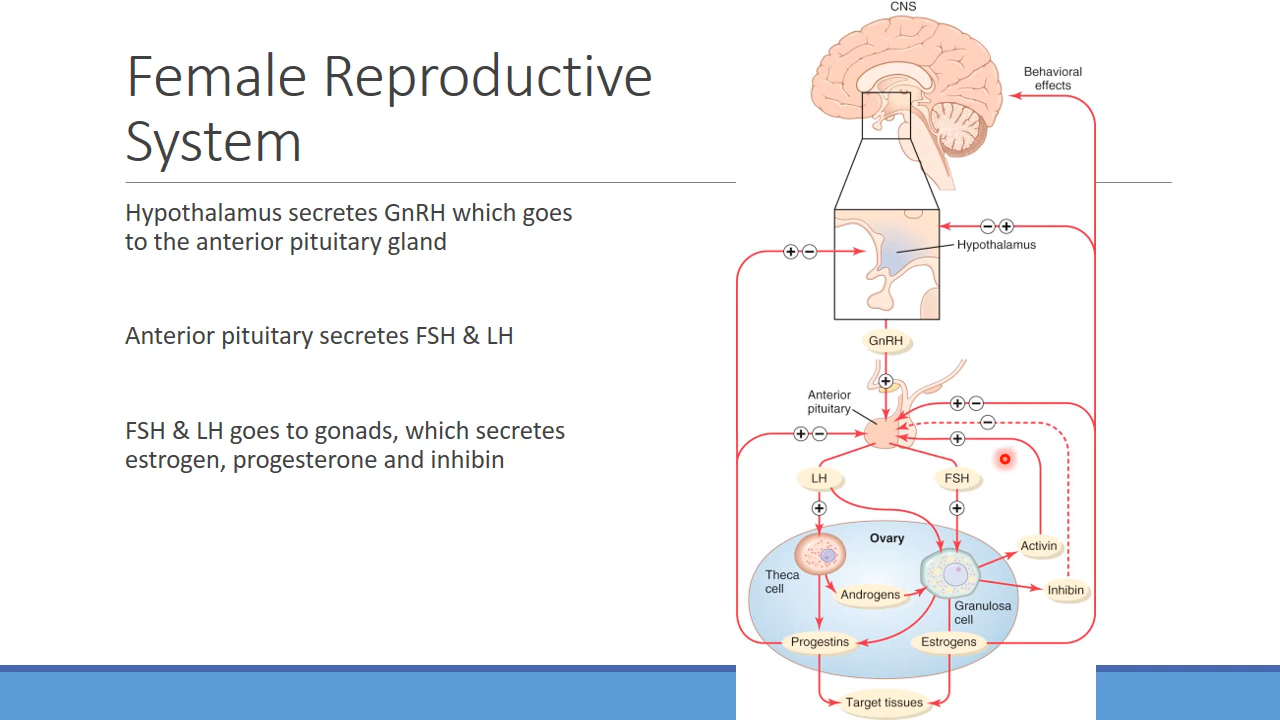 Female Reproductive
System
Hypothalamus secretes GnRH which goes
to the anterior pituitary gland
Anterior pituitary secretes FSH & LH
FSH & LH goes to gonads, which secretes
estrogen, progesterone and inhibin
CNS
Behavioral
effects
− +
Hypothalamus
+ −
GnRH
+
Anterior
pituitary
+ −
−
+ −
+
LH
FSH
+
+
Ovary
Activin
Theca
cell
Androgens
Inhibin
Granulosa
cell
Progestins
Estrogens
Target tissues